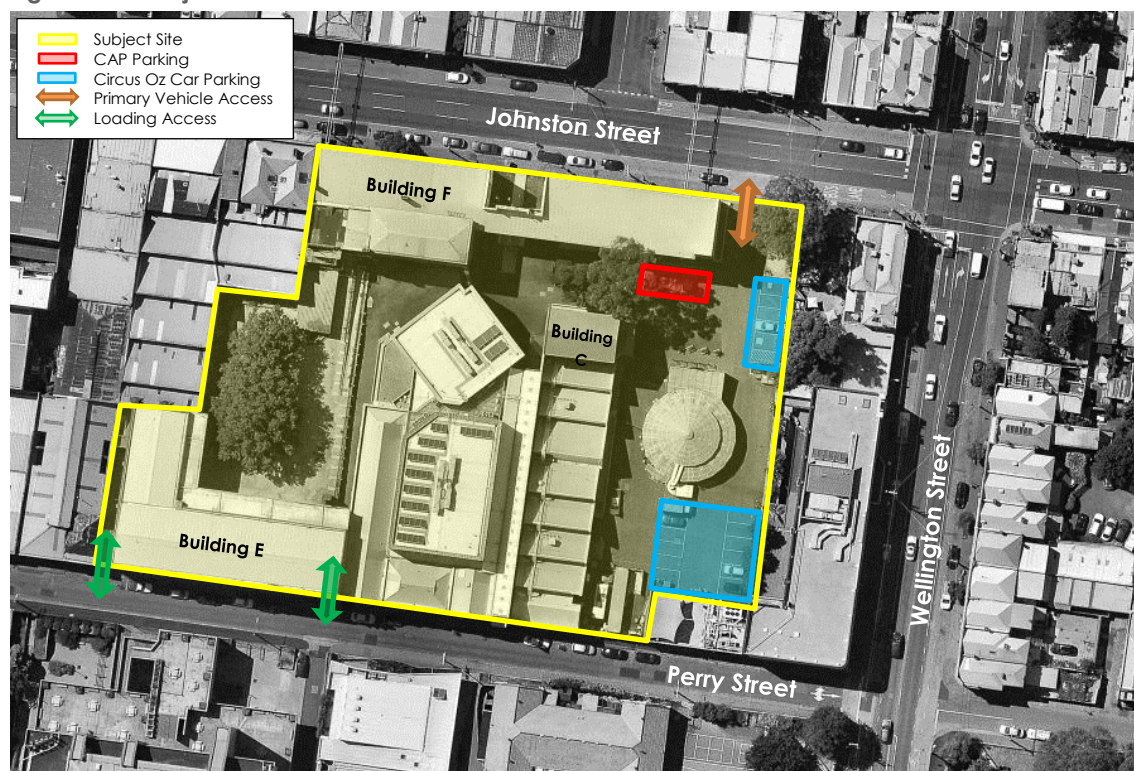 Subject Site
CAP Parking
Circus Oz Car Parking
Primary Vehicle Access
Loading Access
Johnston Street
Building F
Building
C
Building E
Wellington Street
Perry Street